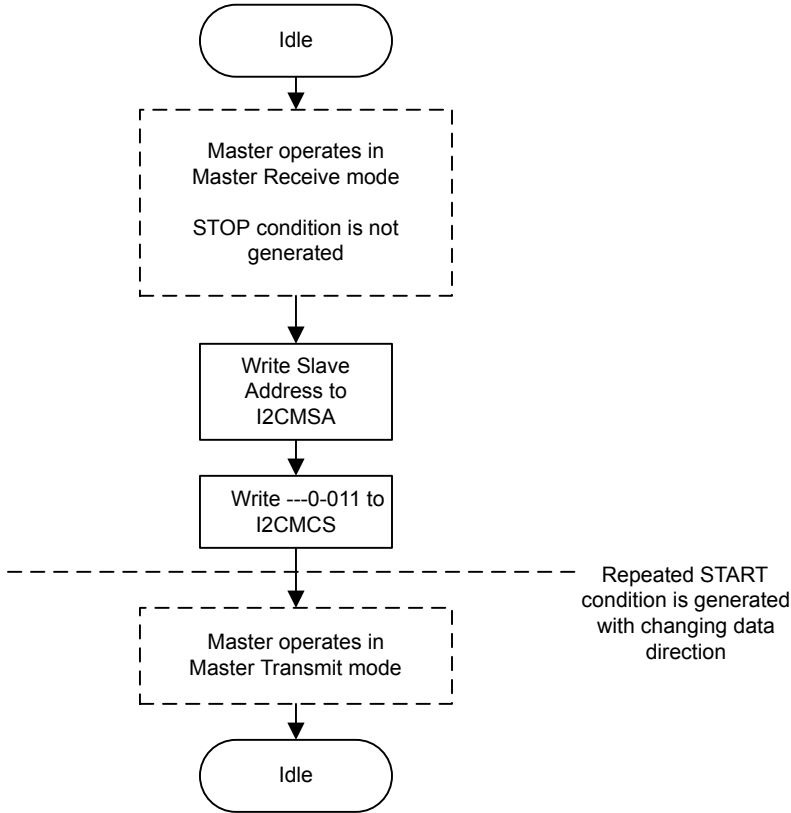 Idle
Master operates in
Master Receive mode
STOP condition is not
generated
Write Slave
Address to
I2CMSA
Write ---0-011 to
I2CMCS
Repeated START
condition is generated
with changing data
direction
Master operates in
Master Transmit mode
Idle